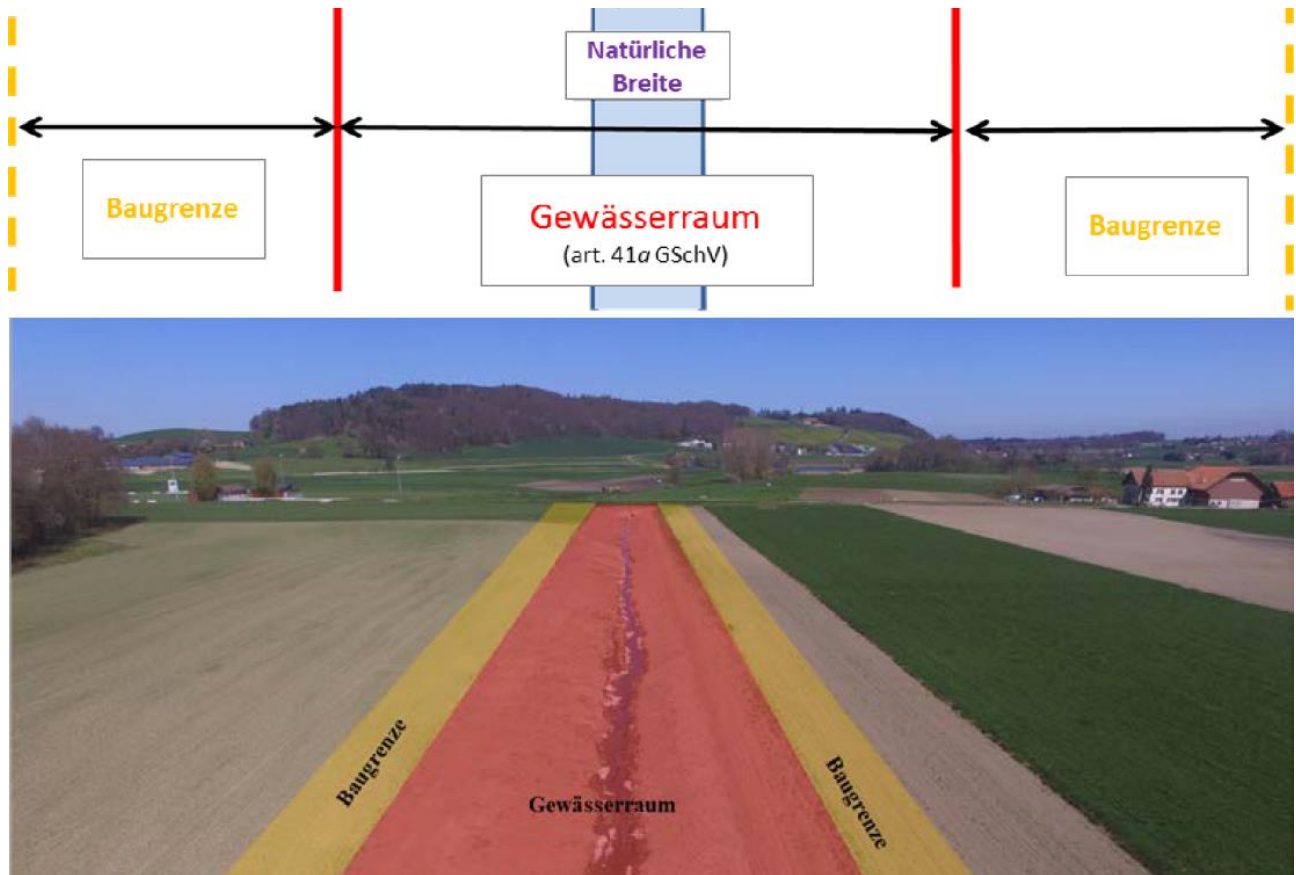 Natürliche
Breite
Baugrenze
Gewässerraum
(art. 41a GSchV)
Baugrenze
Baugrenze
Gewässerraum
Baugrenze